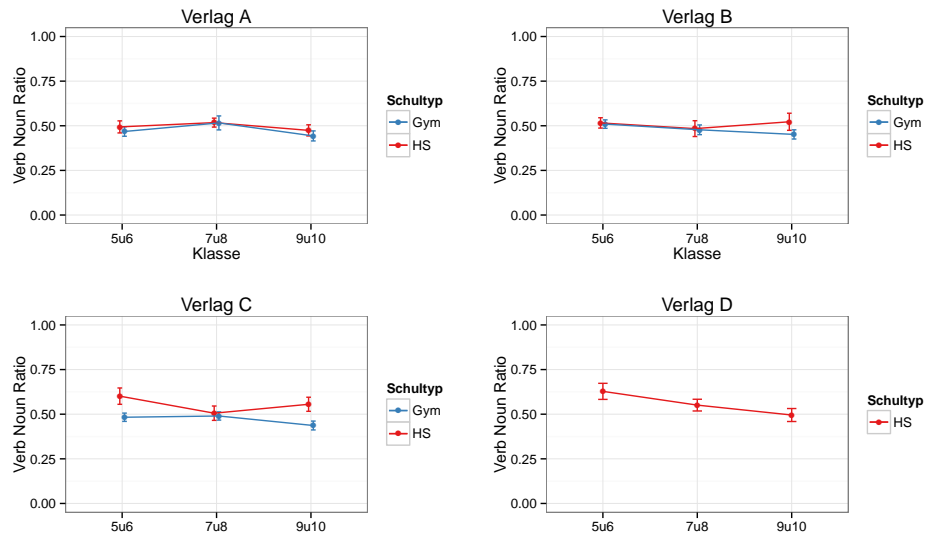 Verlag A
1.00
0.75
0.50
0.25
0.00
Verb Noun Ratio
5u6 7u8 9u10
Klasse
Schultyp
Gym
HS
Verlag B
1.00
0.75
0.50
0.25
0.00
Verb Noun Ratio
5u6 7u8 9u10
Klasse
Schultyp
Gym
HS
Verlag C
1.00
0.75
0.50
0.25
0.00
Verb Noun Ratio
5u6 7u8 9u10
Schultyp
Gym
HS
Verlag D
1.00
0.75
0.50
0.25
0.00
Verb Noun Ratio
5u6 7u8 9u10
Schultyp
HS